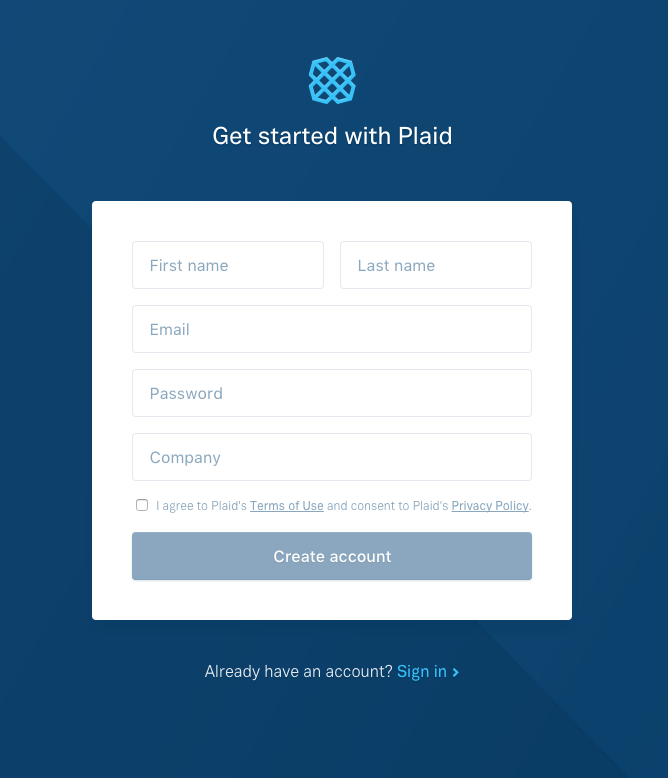 Get started with Plaid
First name Last name
Email
Password
Company
I agree to Plaid's Terms of Use and consent to Plaid's Privacy Policy.
Create account
Already have an account? Sign in